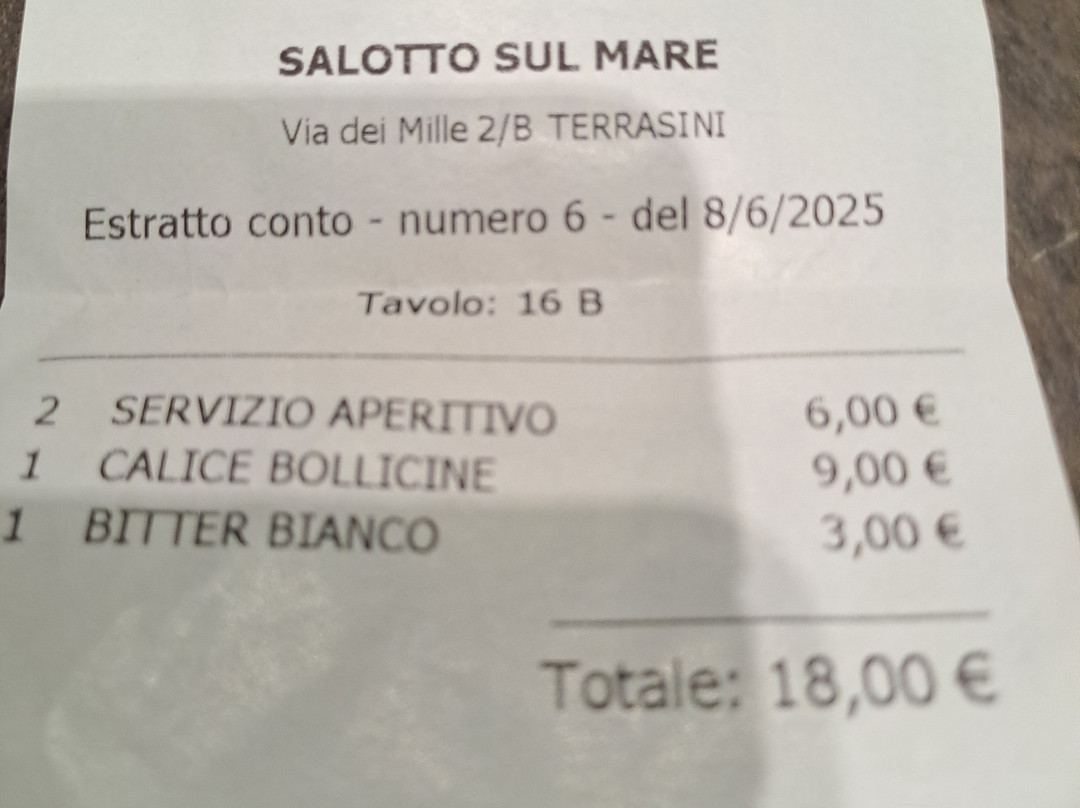 SALOTTO SUL MARE
Via dei Mille 2/B TERRASINI
Estratto conto - numero 6 - del 8/6/2025
Tavolo: 16 B
2 SERVIZIO APERITIVO 6,00 €
1 CALICE BOLLICINE 9,00 €
1 BITTER BIANCO 3,00 €
Totale: 18,00 €